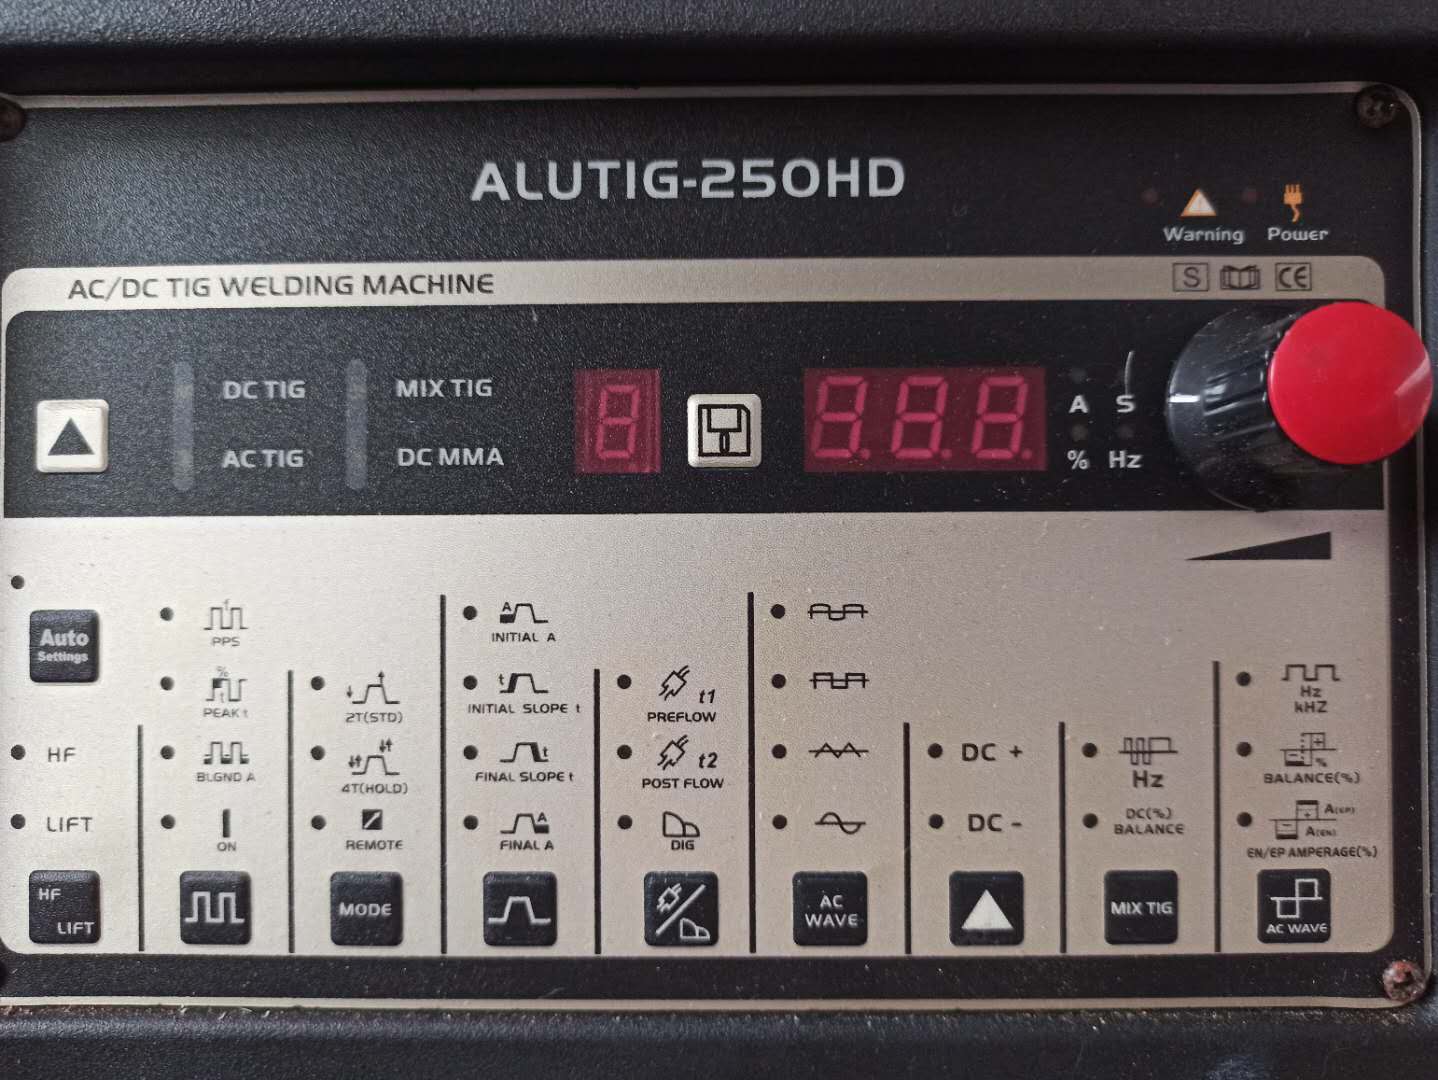 ALUTIG-250HD
Warning Power
AC/DC TIG WELDING MACHINE
S CE
DC TIG MIX TIG
AC TIG DC MMA
A S
% Hz
Auto
Settings
PPS
%
t
PEAK t
BLGND A
ON
HF
LIFT
HF
LIFT
2T(STD)
4T(HOLD)
REMOTE
MODE
A
INITIAL A
t
INITIAL SLOPE t
t
FINAL SLOPE t
A
FINAL A
t1
PREFLOW
t2
POST FLOW
DIG
AC
WAVE
DC +
DC -
Hz
DC(%)
BALANCE
MIX TIG
Hz
kHZ
%
BALANCE(%)
A(EP)
A(EN)
EN/EP AMPERAGE(%)
AC WAVE